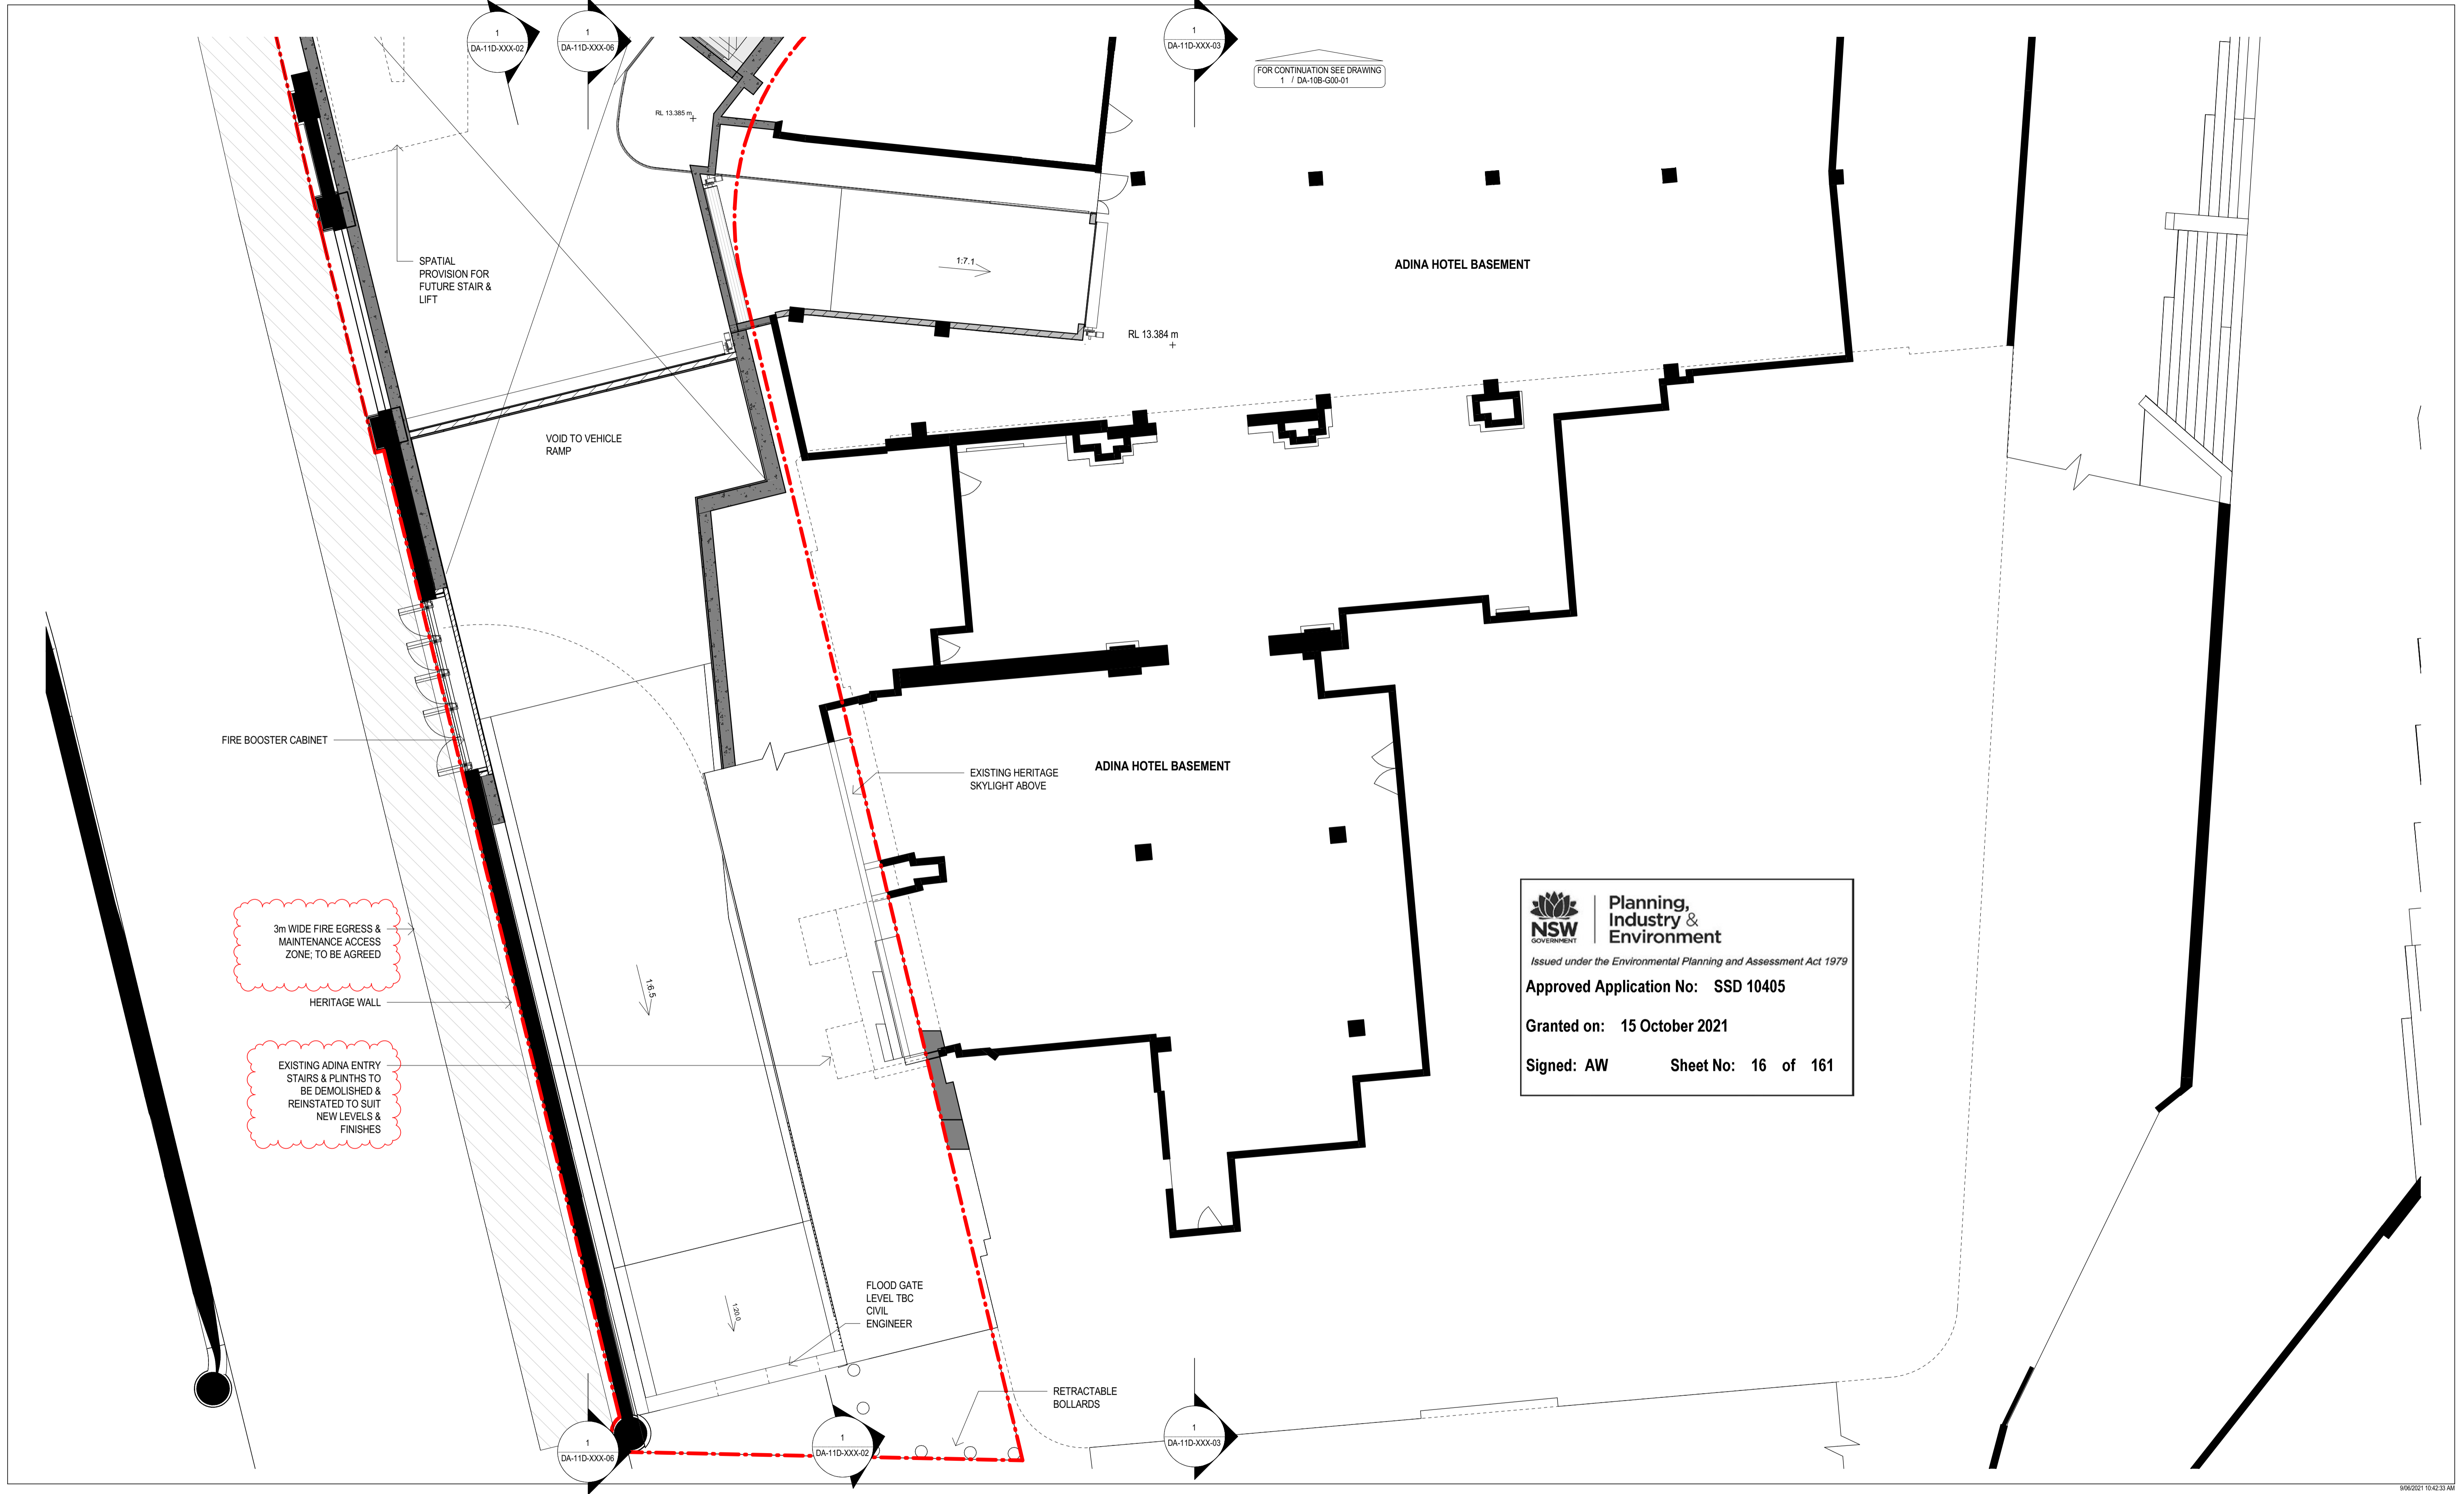 1
DA-11D-XXX-02
1
DA-11D-XXX-06
1
DA-11D-XXX-03
FOR CONTINUATION SEE DRAWING
1 / DA-10B-G00-01
RL 13.385 m
SPATIAL
PROVISION FOR
FUTURE STAIR &
LIFT
1:7.1
ADINA HOTEL BASEMENT
RL 13.384 m
VOID TO VEHICLE
RAMP
FIRE BOOSTER CABINET
EXISTING HERITAGE
SKYLIGHT ABOVE
ADINA HOTEL BASEMENT
3m WIDE FIRE EGRESS &
MAINTENANCE ACCESS
ZONE; TO BE AGREED
HERITAGE WALL
1:6.5
EXISTING ADINA ENTRY
STAIRS & PLINTHS TO
BE DEMOLISHED &
REINSTATED TO SUIT
NEW LEVELS &
FINISHES
NSW
GOVERNMENT
Planning,
Industry &
Environment
Issued under the Environmental Planning and Assessment Act 1979
Approved Application No: SSD 10405
Granted on: 15 October 2021
Signed: AW Sheet No: 16 of 161
1:20.0
FLOOD GATE
LEVEL TBC
CIVIL
ENGINEER
RETRACTABLE
BOLLARDS
1
DA-11D-XXX-06
1
DA-11D-XXX-02
1
DA-11D-XXX-03
9/06/2021 10:42:33 AM